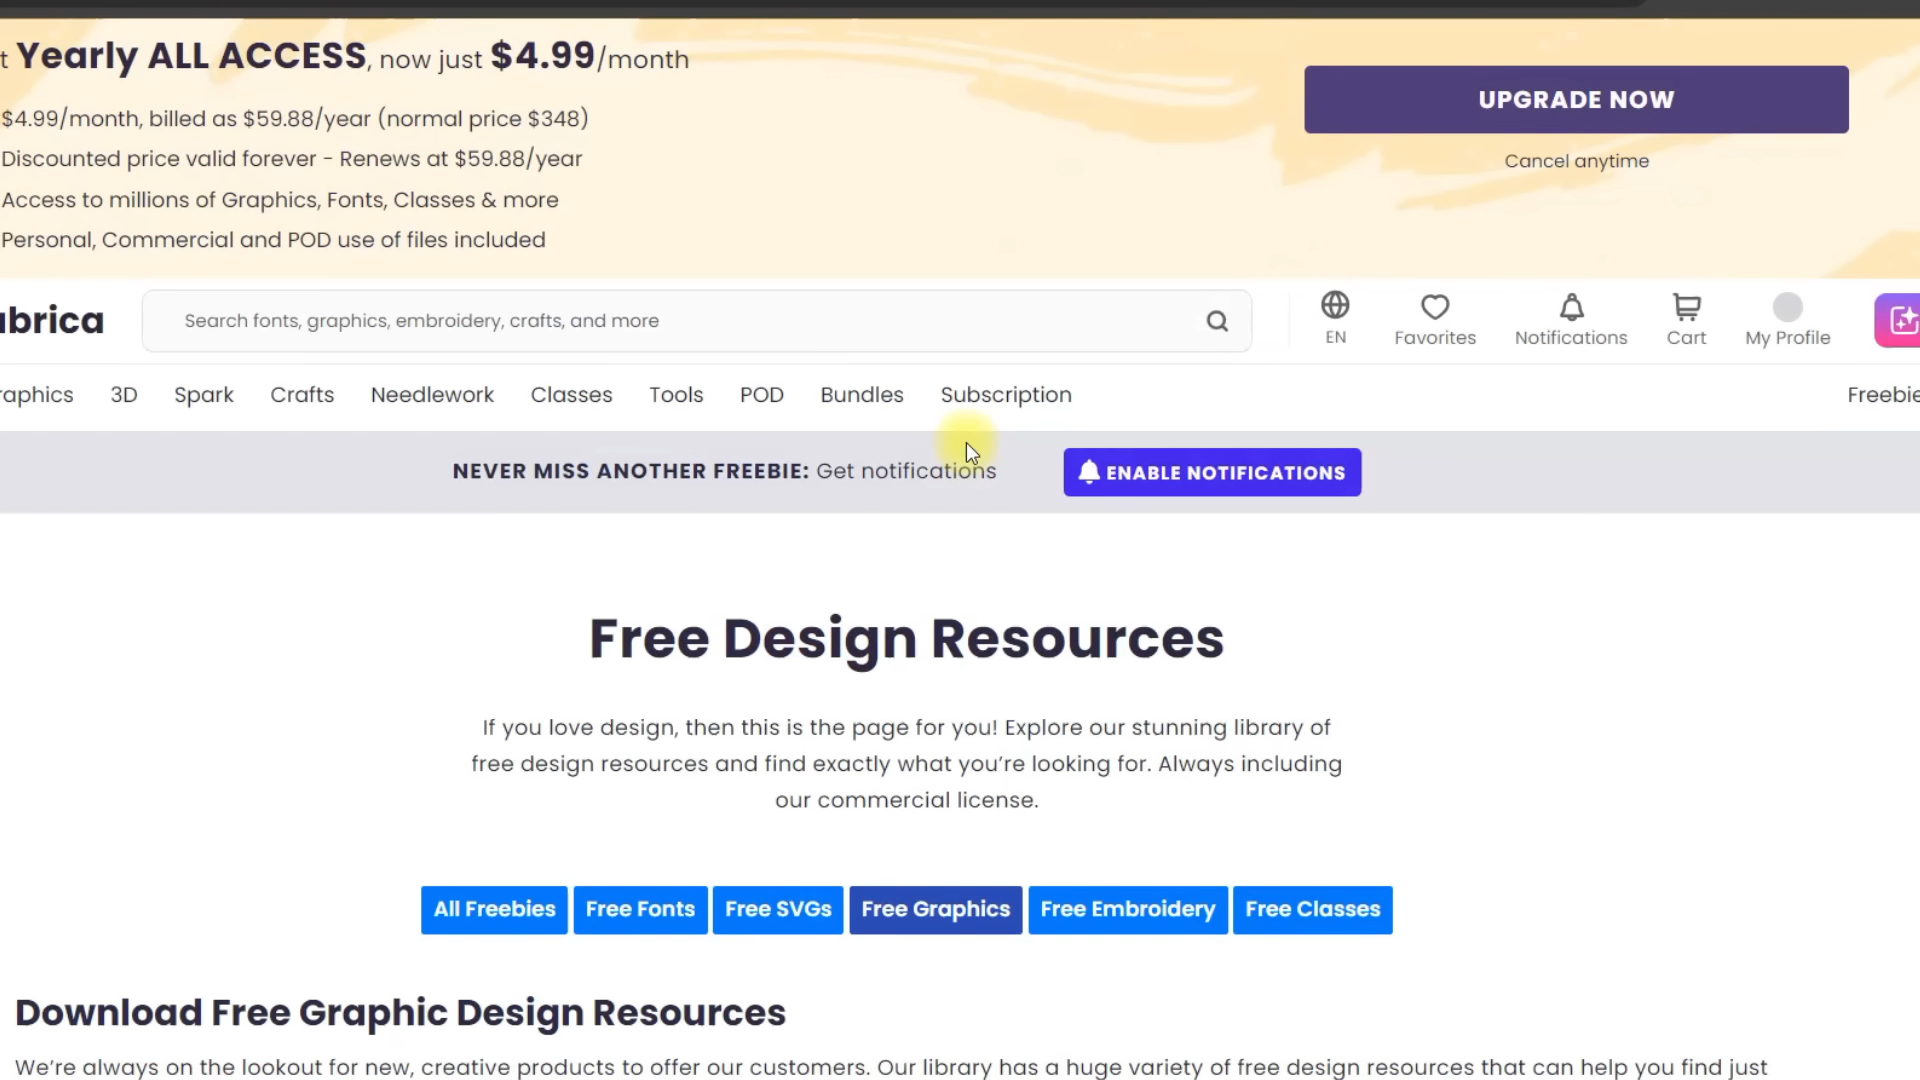 t Yearly ALL ACCESS, now just $4.99/month
UPGRADE NOW
$4.99/month, billed as $59.88/year (normal price $348)
Discounted price valid forever - Renews at $59.88/year
Cancel anytime
Access to millions of Graphics, Fonts, Classes & more
Personal, Commercial and POD use of files included
abrica
Search fonts, graphics, embroidery, crafts, and more
EN
Favorites
Notifications
Cart
My Profile
raphics
3D
Spark
Crafts
Needlework
Classes
Tools
POD
Bundles
Subscription
Freebie
NEVER MISS ANOTHER FREEBIE: Get notifications
ENABLE NOTIFICATIONS
Free Design Resources
If you love design, then this is the page for you! Explore our stunning library of
free design resources and find exactly what you’re looking for. Always including
our commercial license.
All Freebies
Free Fonts
Free SVGs
Free Graphics
Free Embroidery
Free Classes
Download Free Graphic Design Resources
We’re always on the lookout for new, creative products to offer our customers. Our library has a huge variety of free design resources that can help you find just